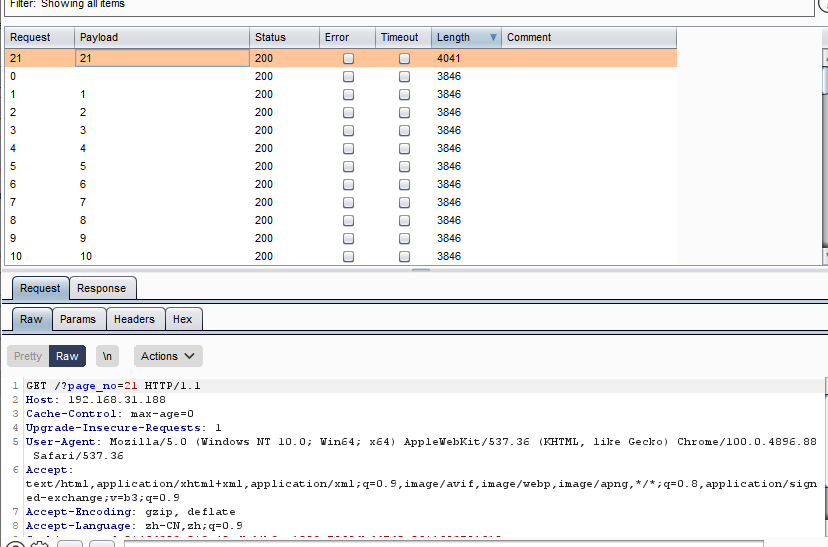 Filter: Showing all items
Request Payload Status Error Timeout Length Comment
21 21 200 4041
0 200 3846
1 1 200 3846
2 2 200 3846
3 3 200 3846
4 4 200 3846
5 5 200 3846
6 6 200 3846
7 7 200 3846
8 8 200 3846
9 9 200 3846
10 10 200 3846
Request Response
Raw Params Headers Hex
Pretty Raw \n Actions
1 GET /?page_no=21 HTTP/1.1
2 Host: 192.168.31.188
3 Cache-Control: max-age=0
4 Upgrade-Insecure-Requests: 1
5 User-Agent: Mozilla/5.0 (Windows NT 10.0; Win64; x64) AppleWebKit/537.36 (KHTML, like Gecko) Chrome/100.0.4896.88
Safari/537.36
6 Accept:
text/html,application/xhtml+xml,application/xml;q=0.9,image/avif,image/webp,image/apng,*/*;q=0.8,application/sign
ed-exchange;v=b3;q=0.9
7 Accept-Encoding: gzip, deflate
8 Accept-Language: zh-CN,zh;q=0.9